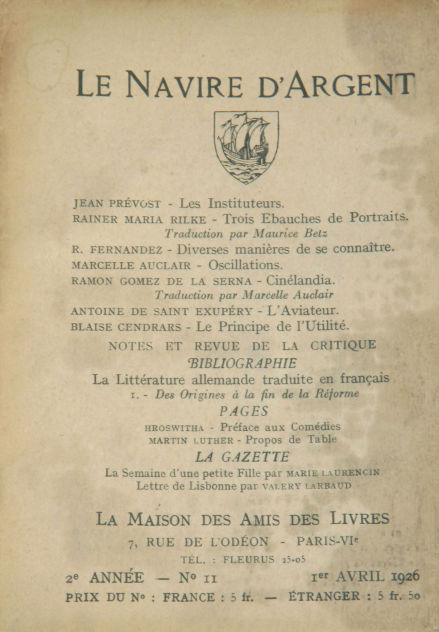 LE NAVIRE D'ARGENT
JEAN PRÉVOST - Les Instituteurs.
RAINER MARIA RILKE - Trois Ebauches de Portraits.
Traduction par Maurice Betz
R. FERNANDEZ - Diverses manières de se connaître.
MARCELLE AUCLAIR - Oscillations.
RAMON GOMEZ DE LA SERNA - Cinélandia.
Traduction par Marcelle Auclair
ANTOINE DE SAINT EXUPÉRY - L'Aviateur.
BLAISE CENDRARS - Le Principe de l'Utilité.
NOTES ET REVUE DE LA CRITIQUE
BIBLIOGRAPHIE
La Littérature allemande traduite en français
1. - Des Origines à la fin de la Réforme
PAGES
HROSWITHA - Préface aux Comédies
MARTIN LUTHER - Propos de Table
LA GAZETTE
La Semaine d'une petite Fille par MARIE LAURENCIN
Lettre de Lisbonne par VALERY LARBAUD
LA MAISON DES AMIS DES LIVRES
7, RUE DE L'ODÉON - PARIS-VIe
TÉL. : FLEURUS 25-05
2e ANNÉE — No 11 1er AVRIL 1926
PRIX DU No : FRANCE : 5 fr. — ÉTRANGER : 5 fr. 50